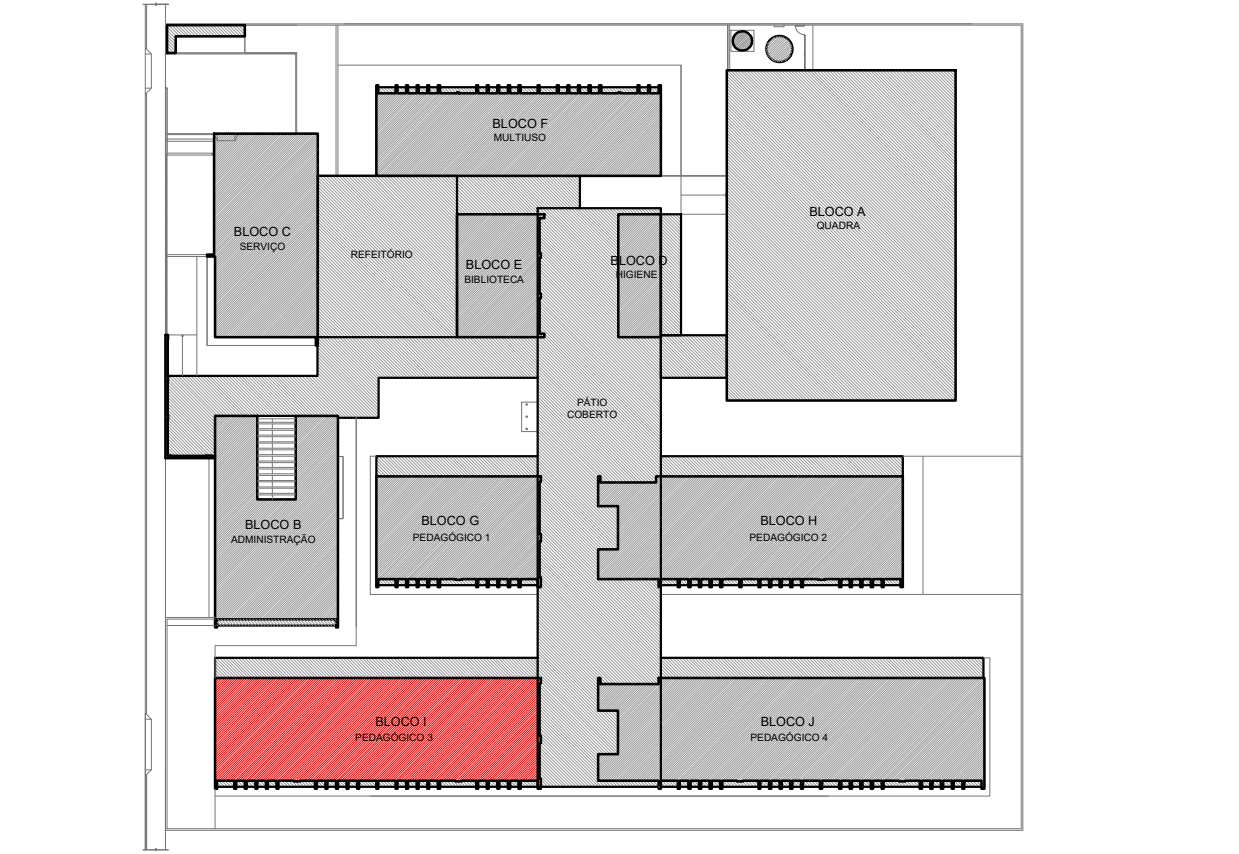 BLOCO F
MULTIUSO
BLOCO A
QUADRA
BLOCO C
SERVIÇO
REFEITÓRIO
BLOCO E
BIBLIOTECA
BLOCO D
HIGIENE
PÁTIO
COBERTO
BLOCO B
ADMINISTRAÇÃO
BLOCO G
PEDAGÓGICO 1
BLOCO H
PEDAGÓGICO 2
BLOCO I
PEDAGÓGICO 3
BLOCO J
PEDAGÓGICO 4